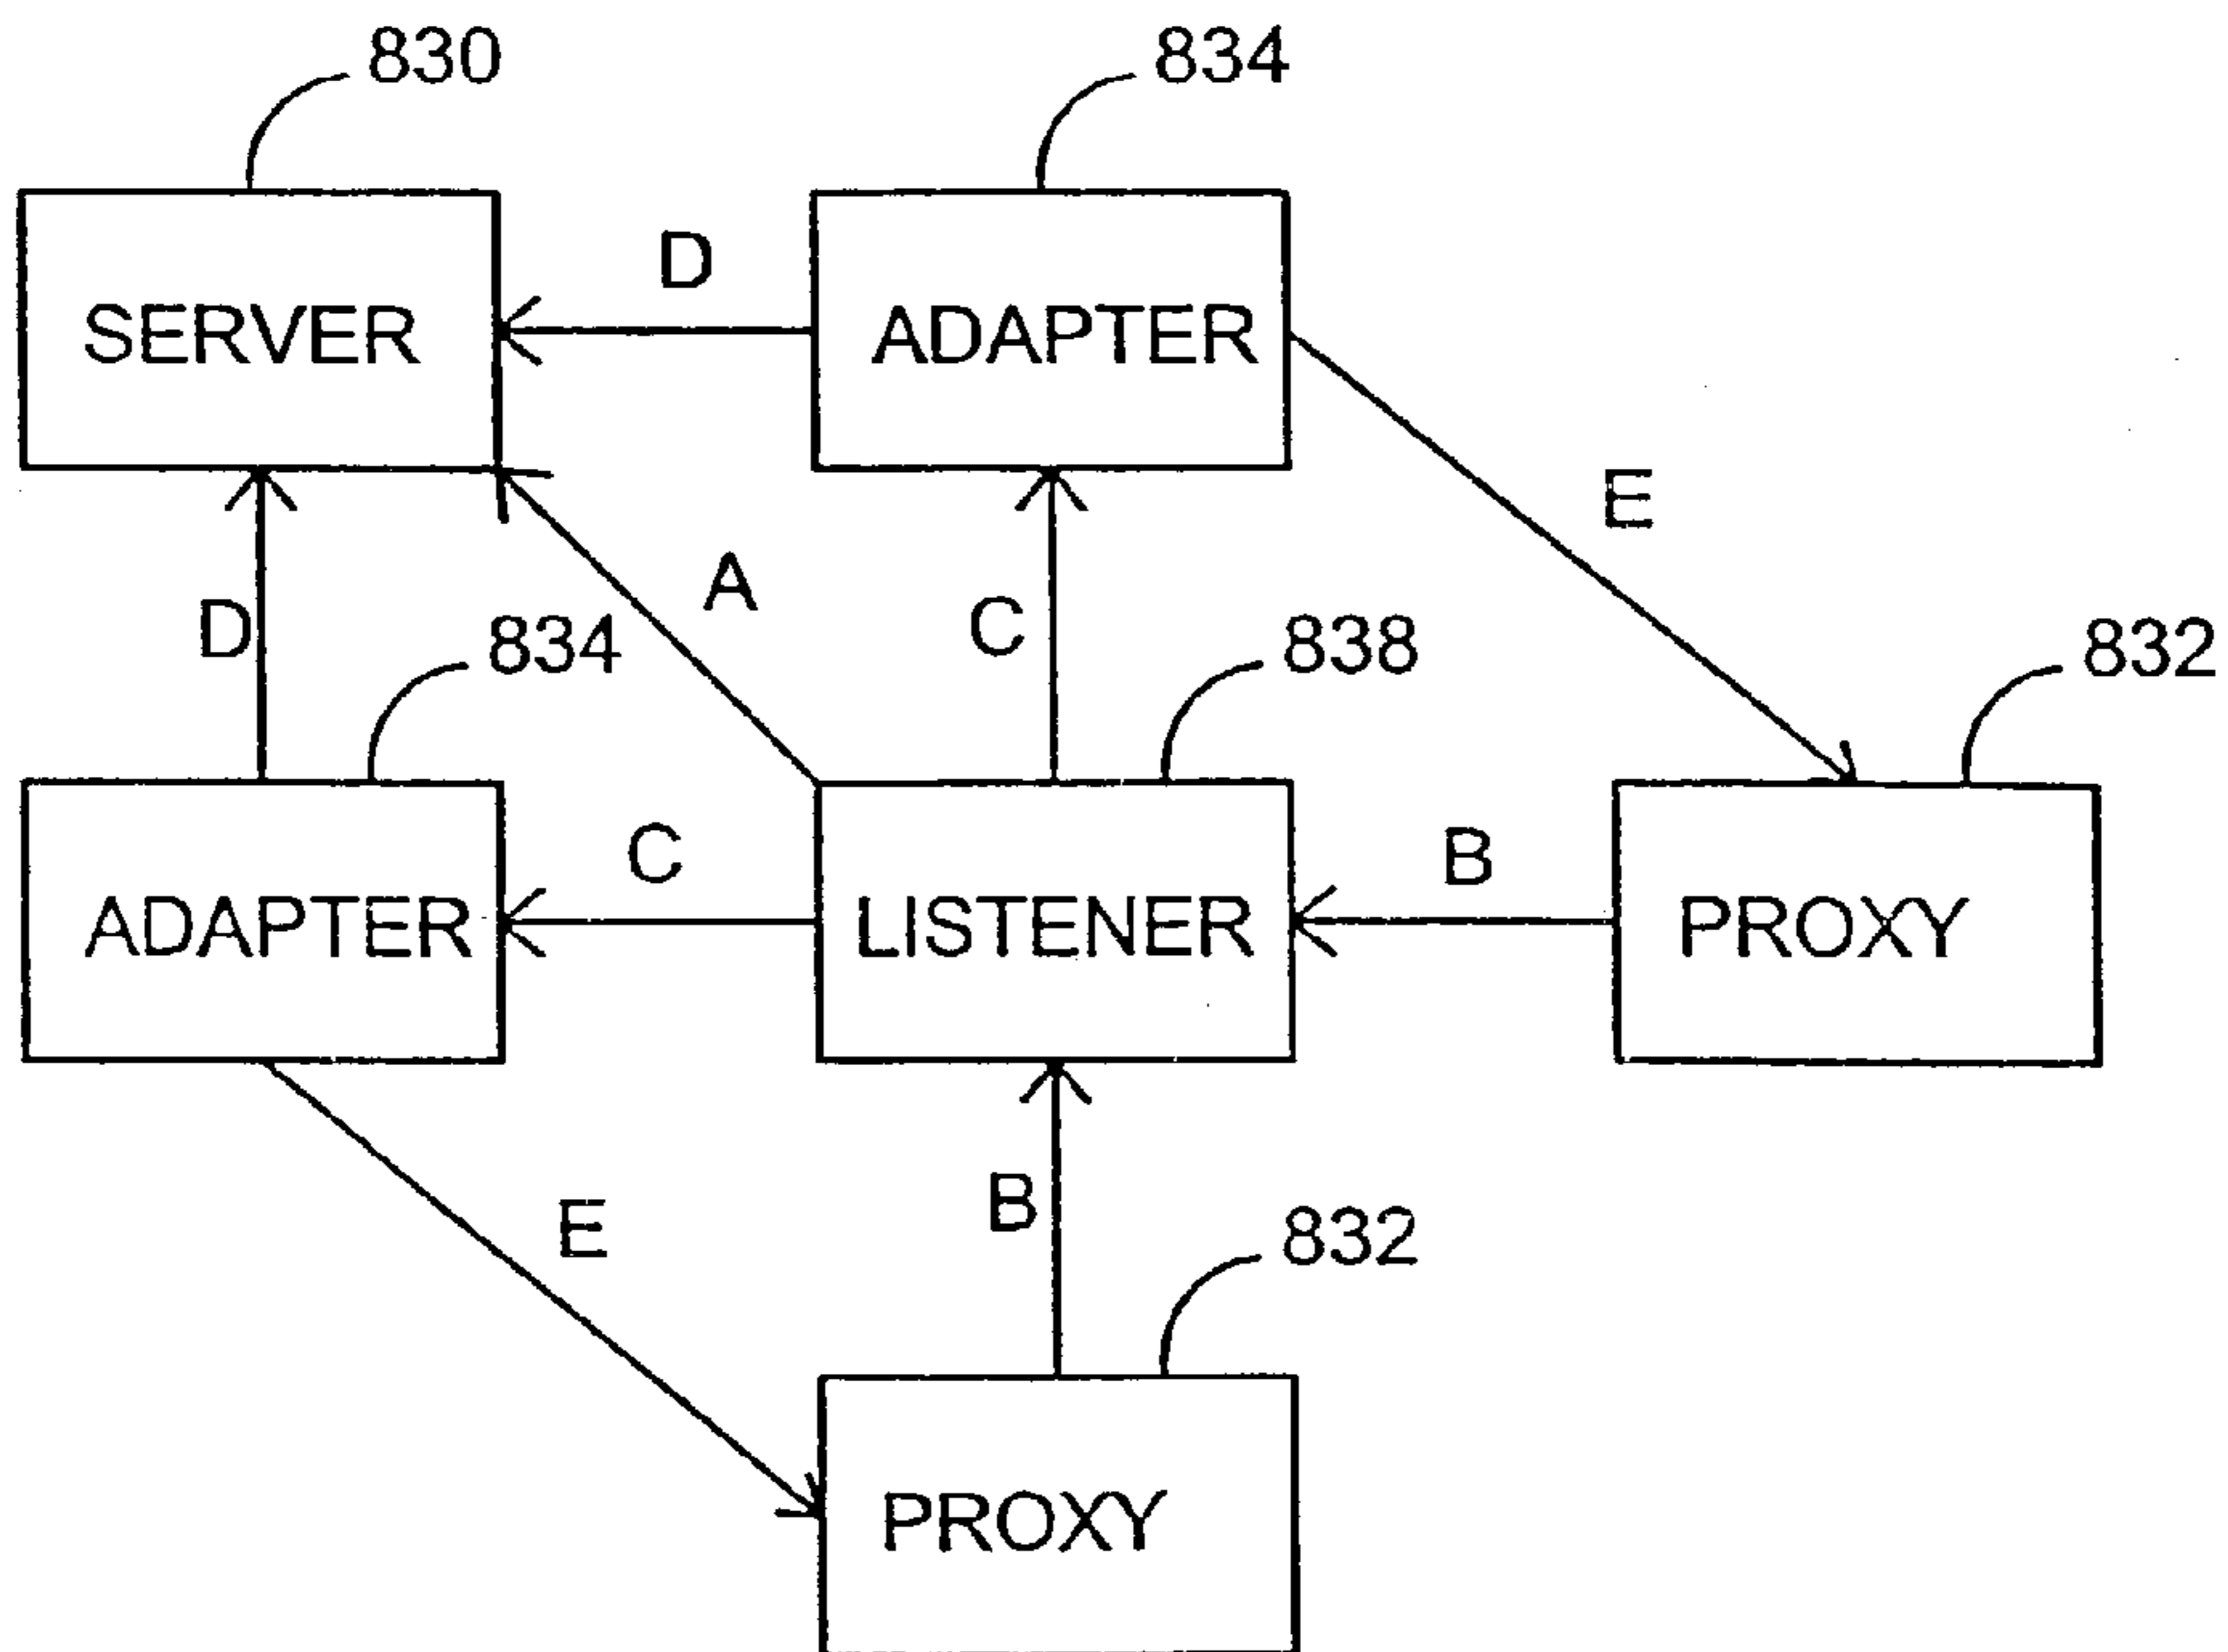 830
834
D
SERVER
ADAPTER
E
A
D
C
834
838
832
C
B
ADAPTER
LISTENER
PROXY
B
E
832
PROXY